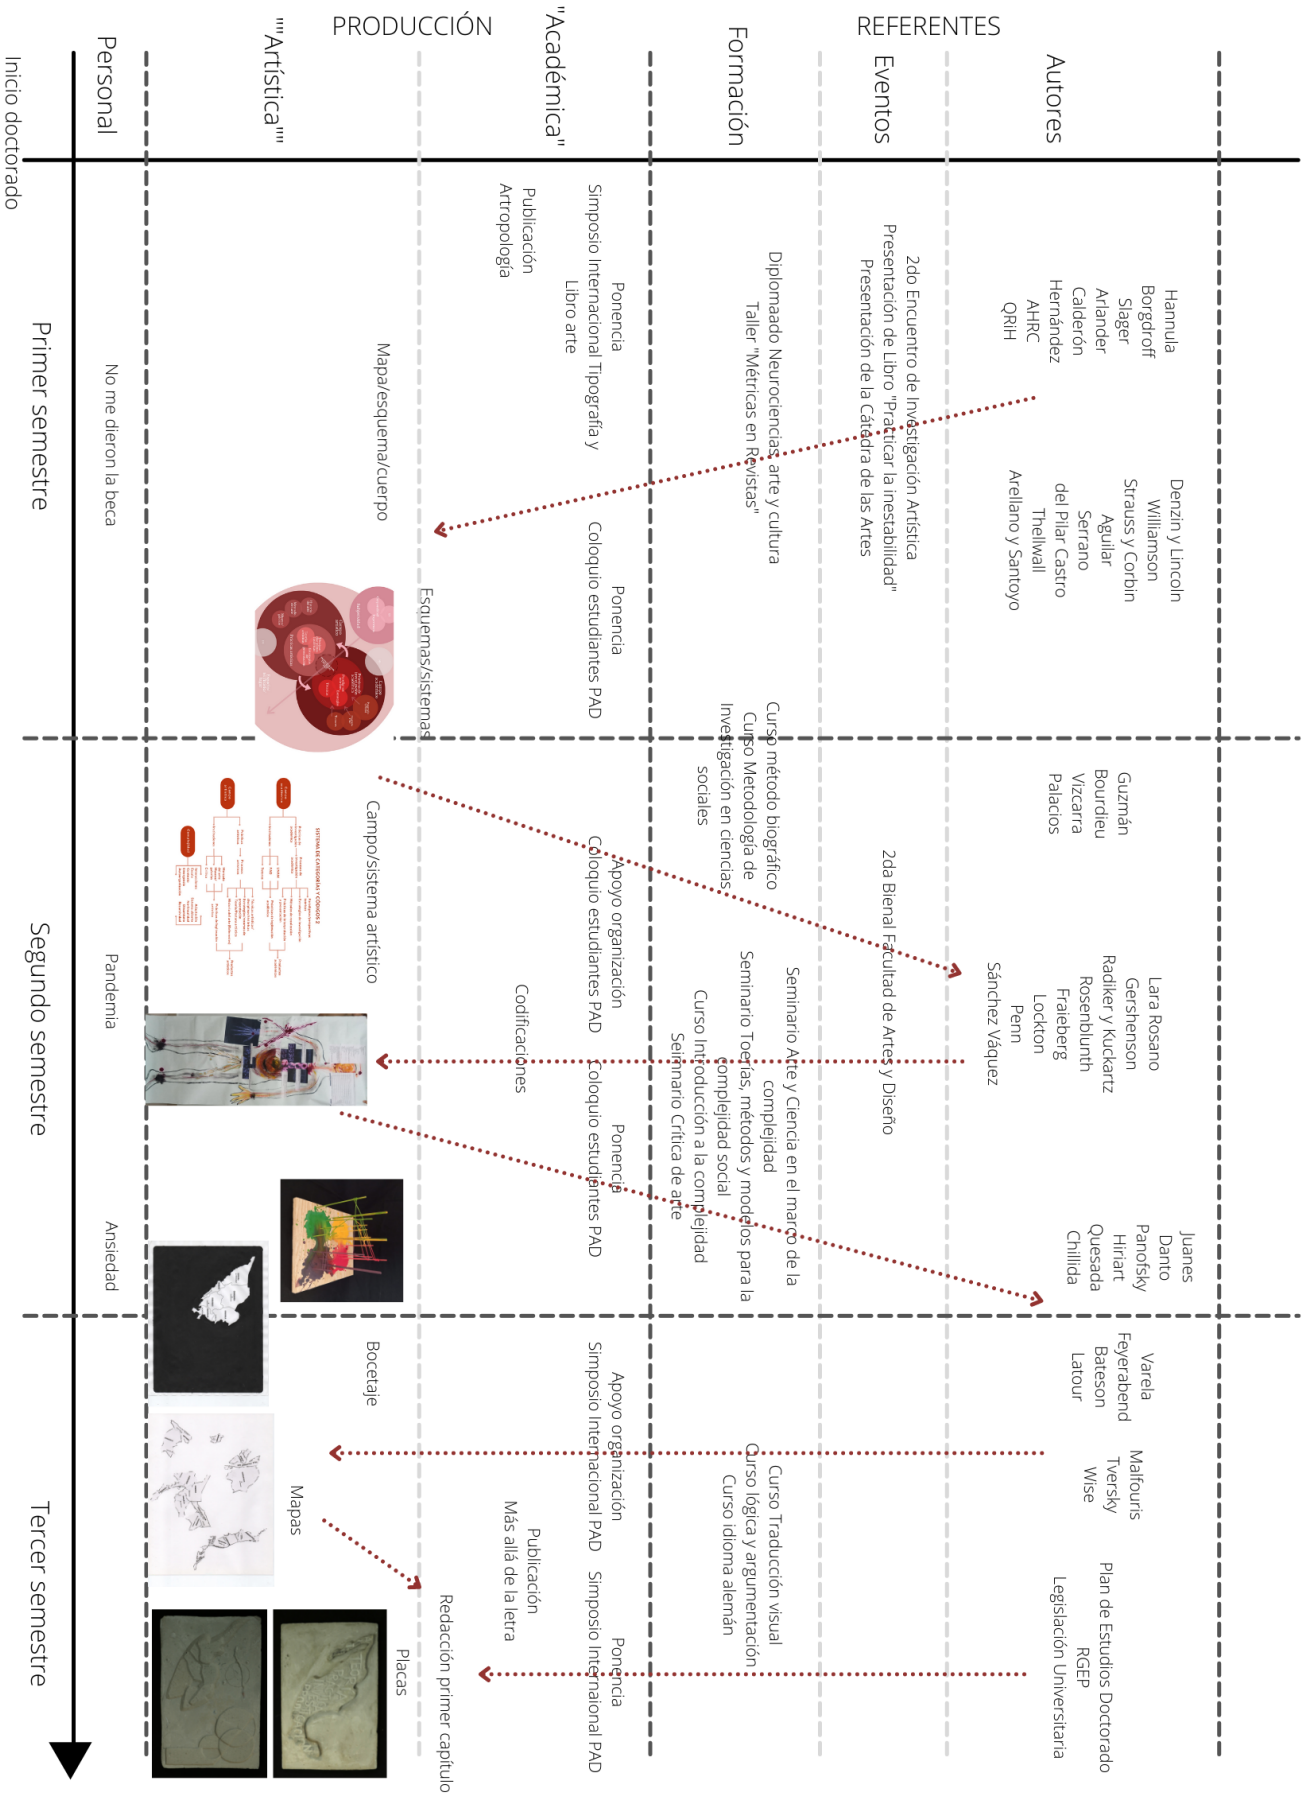 REFERENTES
PRODUCCIÓN
Autores
Eventos
Formación
"Académica"
""Artística""
Personal
Inicio doctorado
Primer semestre
Hannula
Borgdroff
Slager
Arlander
Calderón
Hernández
AHRC
QRiH
Denzin y Lincoln
Williamson
Strauss y Corbin
Aguilar
Serrano
del Pilar Castro
Thellwall
Arellano y Santoyo
2do Encuentro de Investigación Artística
Presentación de Libro "Practicar la inestabilidad"
Presentación de la Cátedra de las Artes
Diplomaado Neurociencias, arte y cultura
Taller "Métricas en Revistas"
Ponencia
Simposio Internacional Tipografía y
Libro arte
Publicación
Artropología
Ponencia
Coloquio estudiantes PAD
Mapa/esquema/cuerpo
Esquemas/sistemas
No me dieron la beca
Segundo semestre
Guzmán
Bourdieu
Vizcarra
Palacios
Lara Rosano
Gershenson
Radiker y Kuckartz
Rosenblunth
Fraieberg
Lockton
Penn
Sánchez Váquez
Juanes
Danto
Panofsky
Hiriart
Quesada
Chillida
2da Bienal Facultad de Artes y Diseño
Curso método biográfico
Curso Metodología de
Investigación en ciencias
sociales
Seminario Arte y Ciencia en el marco de la
complejidad
Seminario Toerías, métodos y modelos para la
complejidad social
Curso Introducción a la complejidad
Seiminario Crítica de arte
Apoyo organización
Coloquio estudiantes PAD
Codificaciones
Ponencia
Coloquio estudiantes PAD
Campo/sistema artístico
SISTEMA DE CATEGORÍAS Y CÓDIGOS 2
Pandemia
Ansiedad
Tercer semestre
Varela
Feyerabend
Bateson
Latour
Malfouris
Tversky
Wise
Plan de Estudios Doctorado
RGEP
Legislación Universitaria
Curso Traducción visual
Curso lógica y argumentación
Curso idioma alemán
Apoyo organización
Simposio Internacional PAD
Publicación
Más allá de la letra
Ponencia
Simposio Internaional PAD
Redacción primer capítulo
Bocetaje
Mapas
Placas